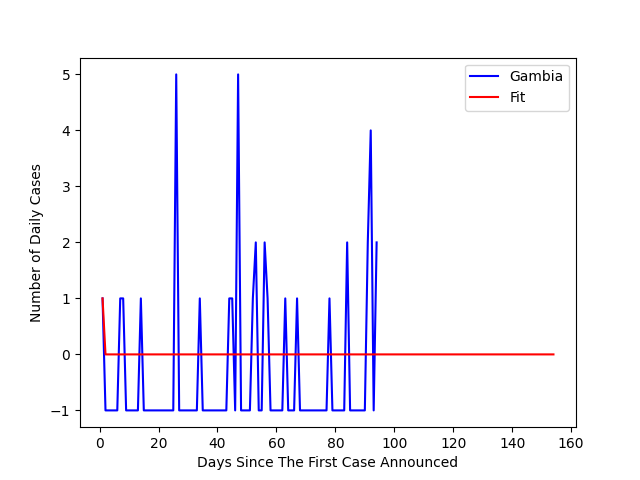 Gambia
Fit
5
4
3
2
1
0
−1
Number of Daily Cases
0 20 40 60 80 100 120 140 160
Days Since The First Case Announced